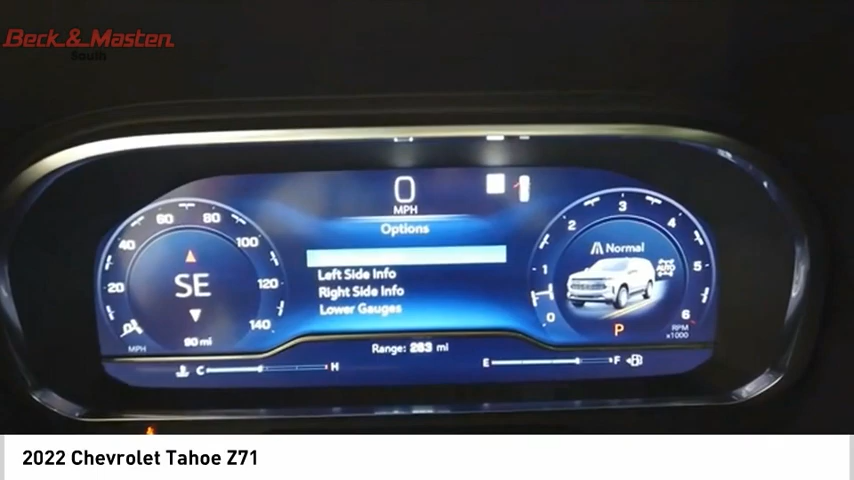 Beck & Masten
South
0
MPH
Options
Left Side Info
Right Side Info
Lower Gauges
20
40
60
80
100
120
140
MPH
SE
90 mi
0
1
2
3
4
5
6
RPM
x1000
Normal
AUTO
P
Range: 263 mi
C
H
E
F
2022 Chevrolet Tahoe Z71